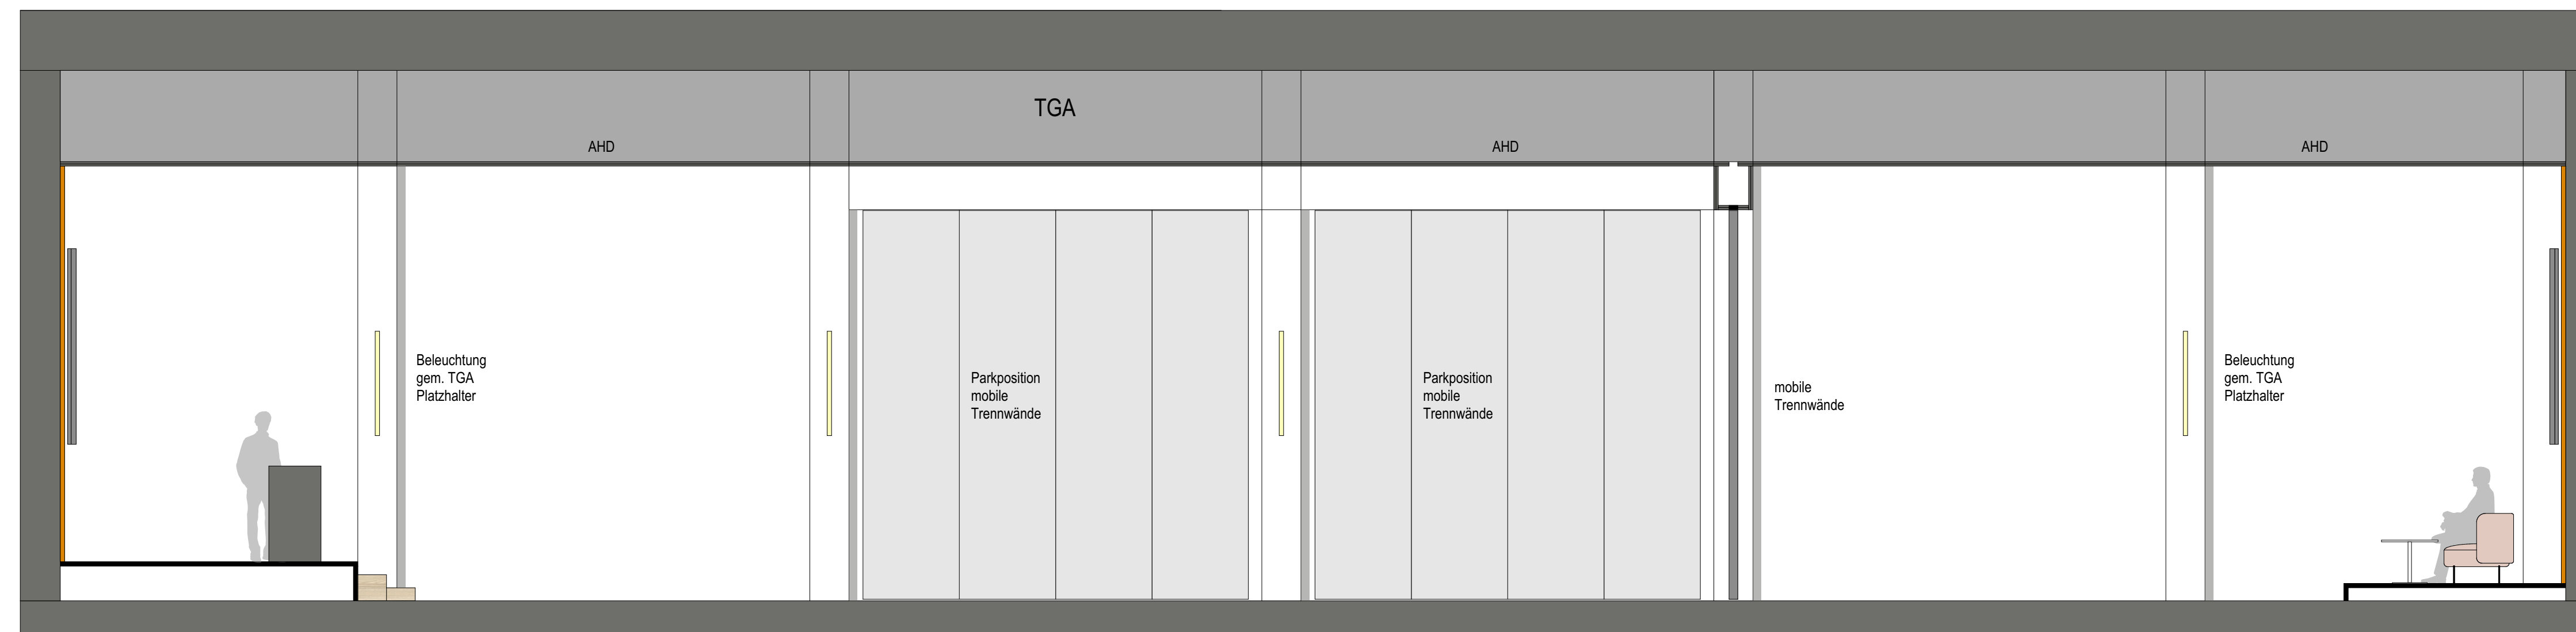 TGA
AHD
AHD
AHD
Beleuchtung
gem. TGA
Platzhalter
Parkposition
mobile
Trennwände
Parkposition
mobile
Trennwände
mobile
Trennwände
Beleuchtung
gem. TGA
Platzhalter